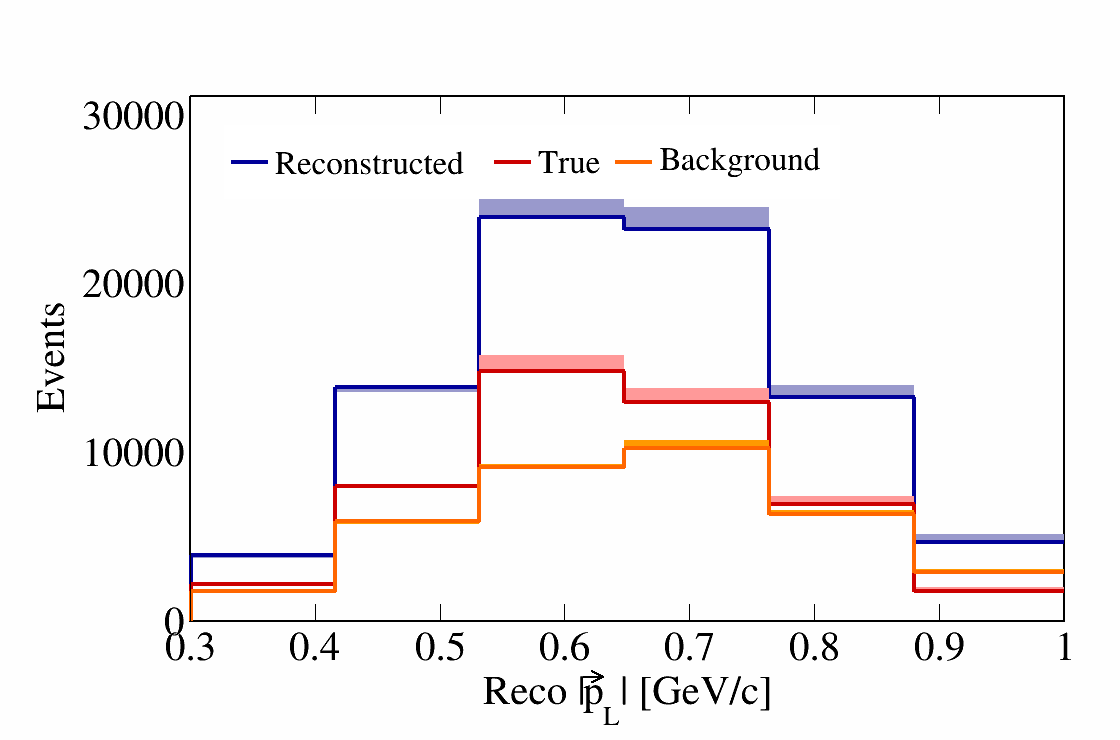 30000
Reconstructed True Background
20000
Events
10000
0
0.3 0.4 0.5 0.6 0.7 0.8 0.9 1
Reco |p⃗_L| [GeV/c]